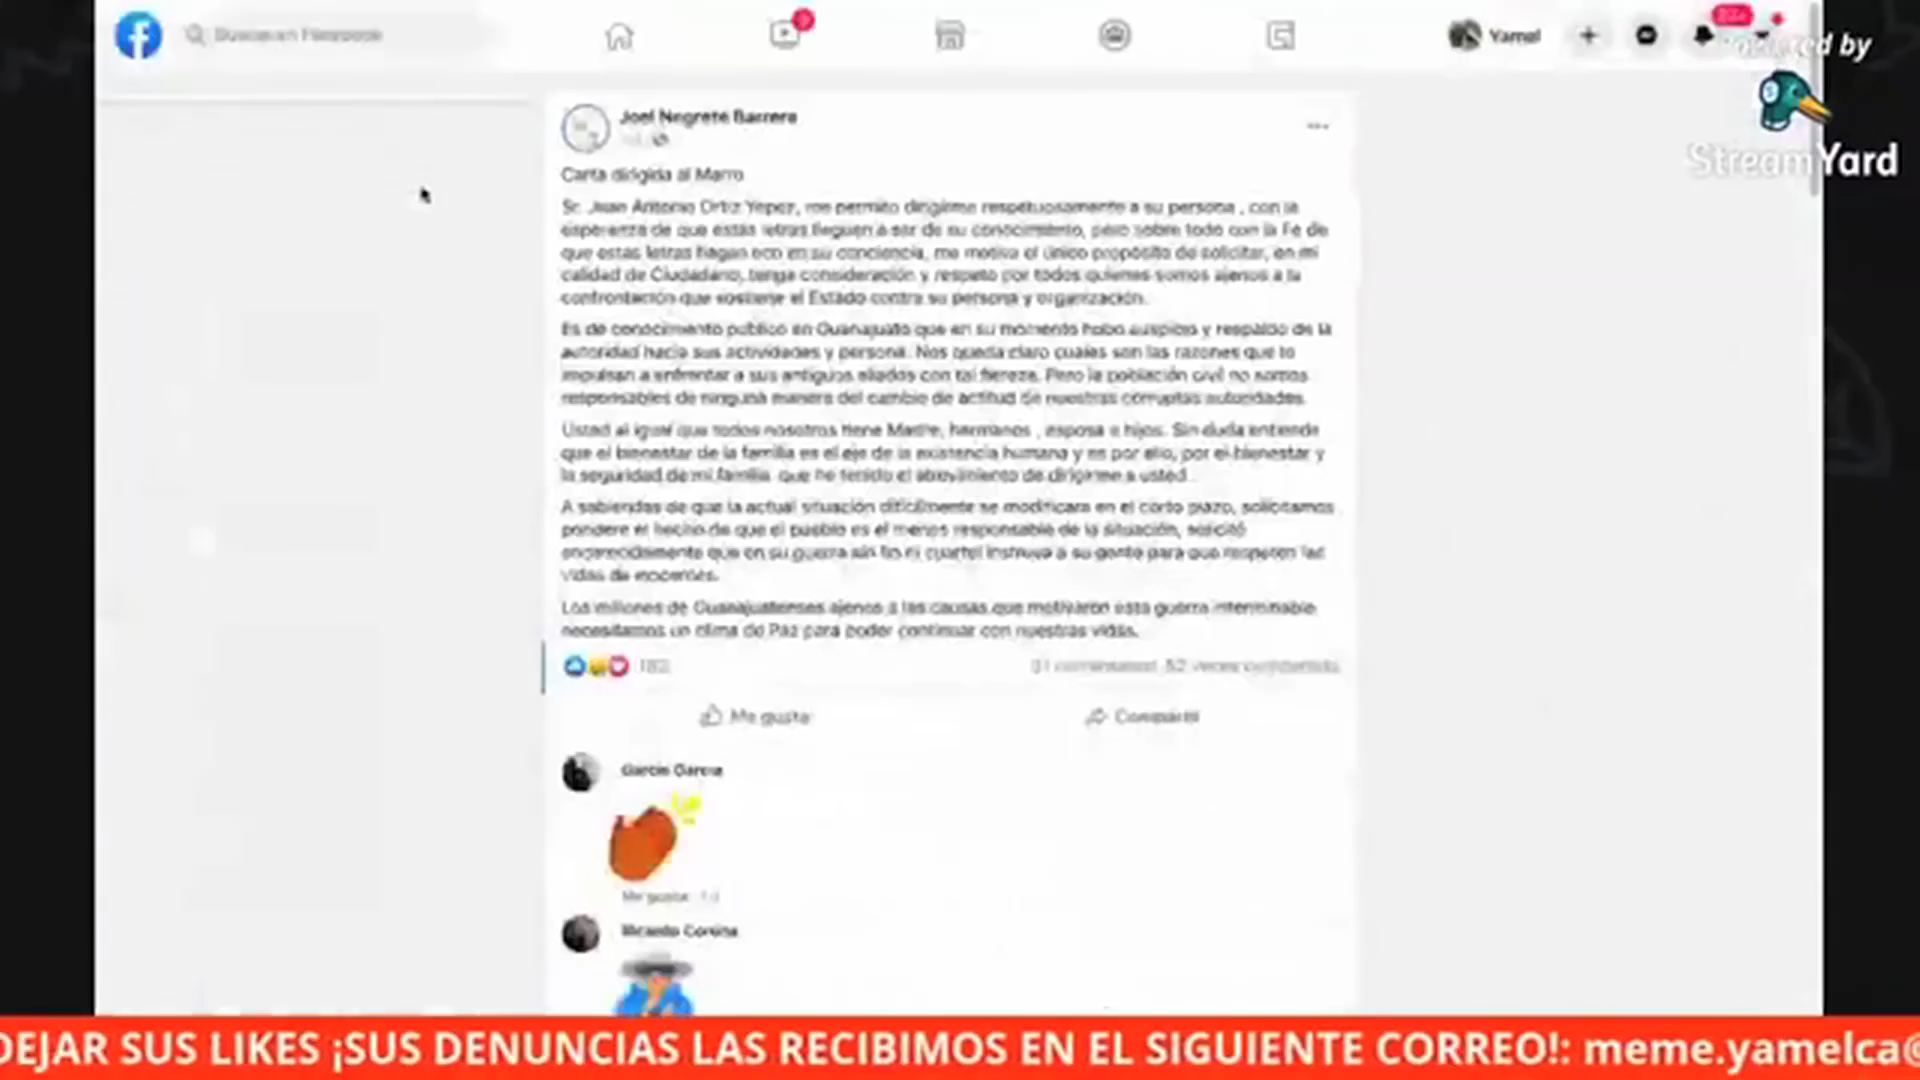 Buscar en Facebook
Yamel
Powered by
StreamYard
Joel Negrete Barrera
Carta dirigida al Marro
Sr. Juan Antonio Ortiz Yepez, me permito dirigirme respetuosamente a su persona , con la
esperanza de que estás letras lleguen a ser de su conocimiento, pero sobre todo con la Fe de
que estas letras hagan eco en su conciencia, me motiva el único propósito de solicitar, en mi
calidad de Ciudadano, tenga consideración y respeto por todos quienes somos ajenos a la
confrontación que sostiene el Estado contra su persona y organización.
Es de conocimiento público en Guanajuato que en su momento hubo auspicio y respaldo de la
autoridad hacia sus actividades y persona. Nos queda claro cuales son las razones que lo
impulsan a enfrentar a sus antiguos aliados con tal fiereza. Pero la población civil no somos
responsables de ninguna manera del cambio de actitud de nuestras corruptas autoridades.
Usted al igual que todos nosotros tiene Madre, hermanos , esposa e hijos. Sin duda entiende
que el bienestar de la familia es el eje de la existencia humana y es por ello, por el bienestar y
la seguridad de mi familia que he tenido el atrevimiento de dirigirme a usted.
A sabiendas de que la actual situación difícilmente se modificara en el corto plazo, solicitamos
pondere el hecho de que el pueblo es el menos responsable de la situación, solicitó
encarecidamente que en su guerra sin fin ni cuartel instruya a su gente para que respeten las
vidas de inocentes.
Los millones de Guanajuatenses ajenos a las causas que motivaron esta guerra interminable
necesitamos un clima de Paz para poder continuar con nuestras vidas.
Me gusta
Compartir
Garcia Garcia
Me gusta
Ricardo
DEJAR SUS LIKES ¡SUS DENUNCIAS LAS RECIBIMOS EN EL SIGUIENTE CORREO!: meme.yamelca@